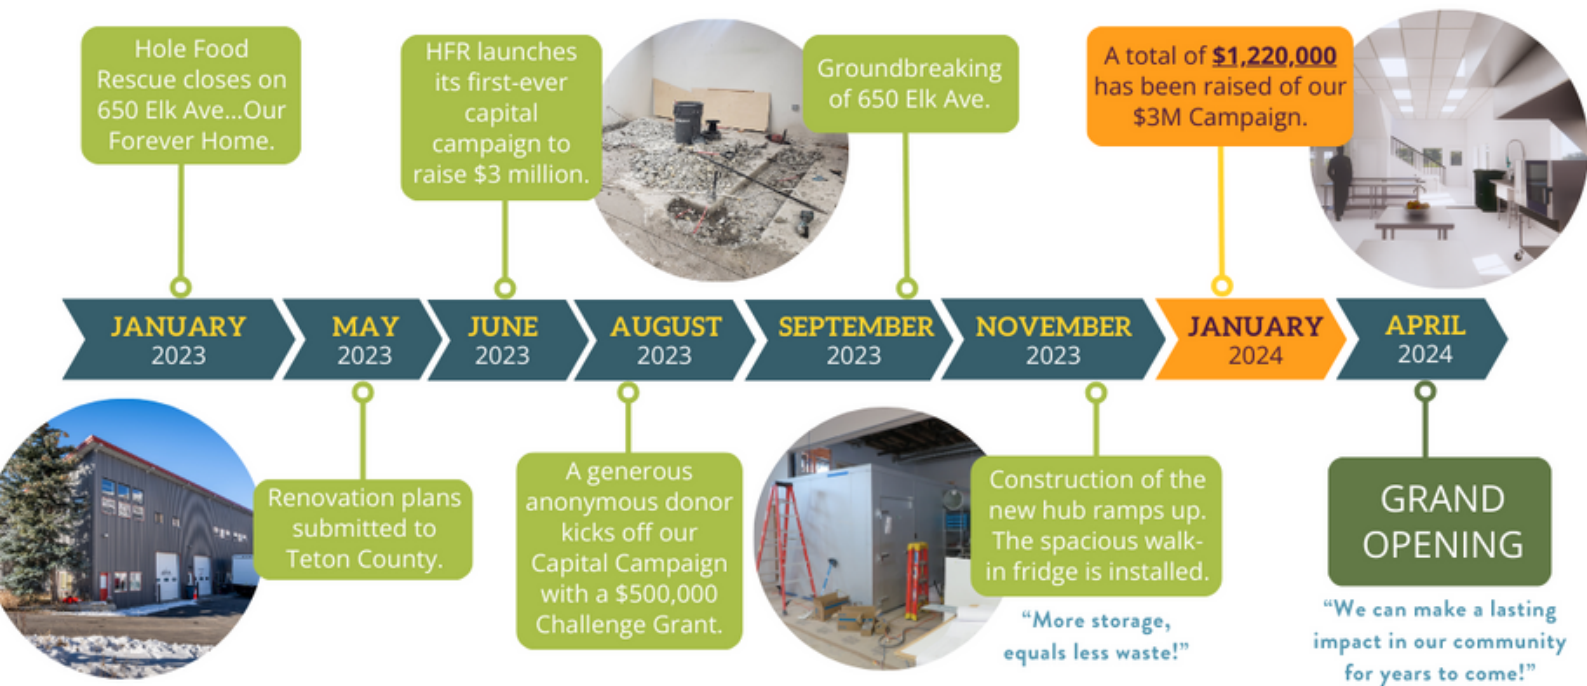 Hole Food
Rescue closes on
650 Elk Ave...Our
Forever Home.
HFR launches
its first-ever
capital
campaign to
raise $3 million.
Groundbreaking
of 650 Elk Ave.
A total of $1,220,000
has been raised of our
$3M Campaign.
JANUARY
2023
MAY
2023
JUNE
2023
AUGUST
2023
SEPTEMBER
2023
NOVEMBER
2023
JANUARY
2024
APRIL
2024
Renovation plans
submitted to
Teton County.
A generous
anonymous donor
kicks off our
Capital Campaign
with a $500,000
Challenge Grant.
Construction of the
new hub ramps up.
The spacious walk-
in fridge is installed.
“More storage,
equals less waste!”
GRAND
OPENING
“We can make a lasting
impact in our community
for years to come!”